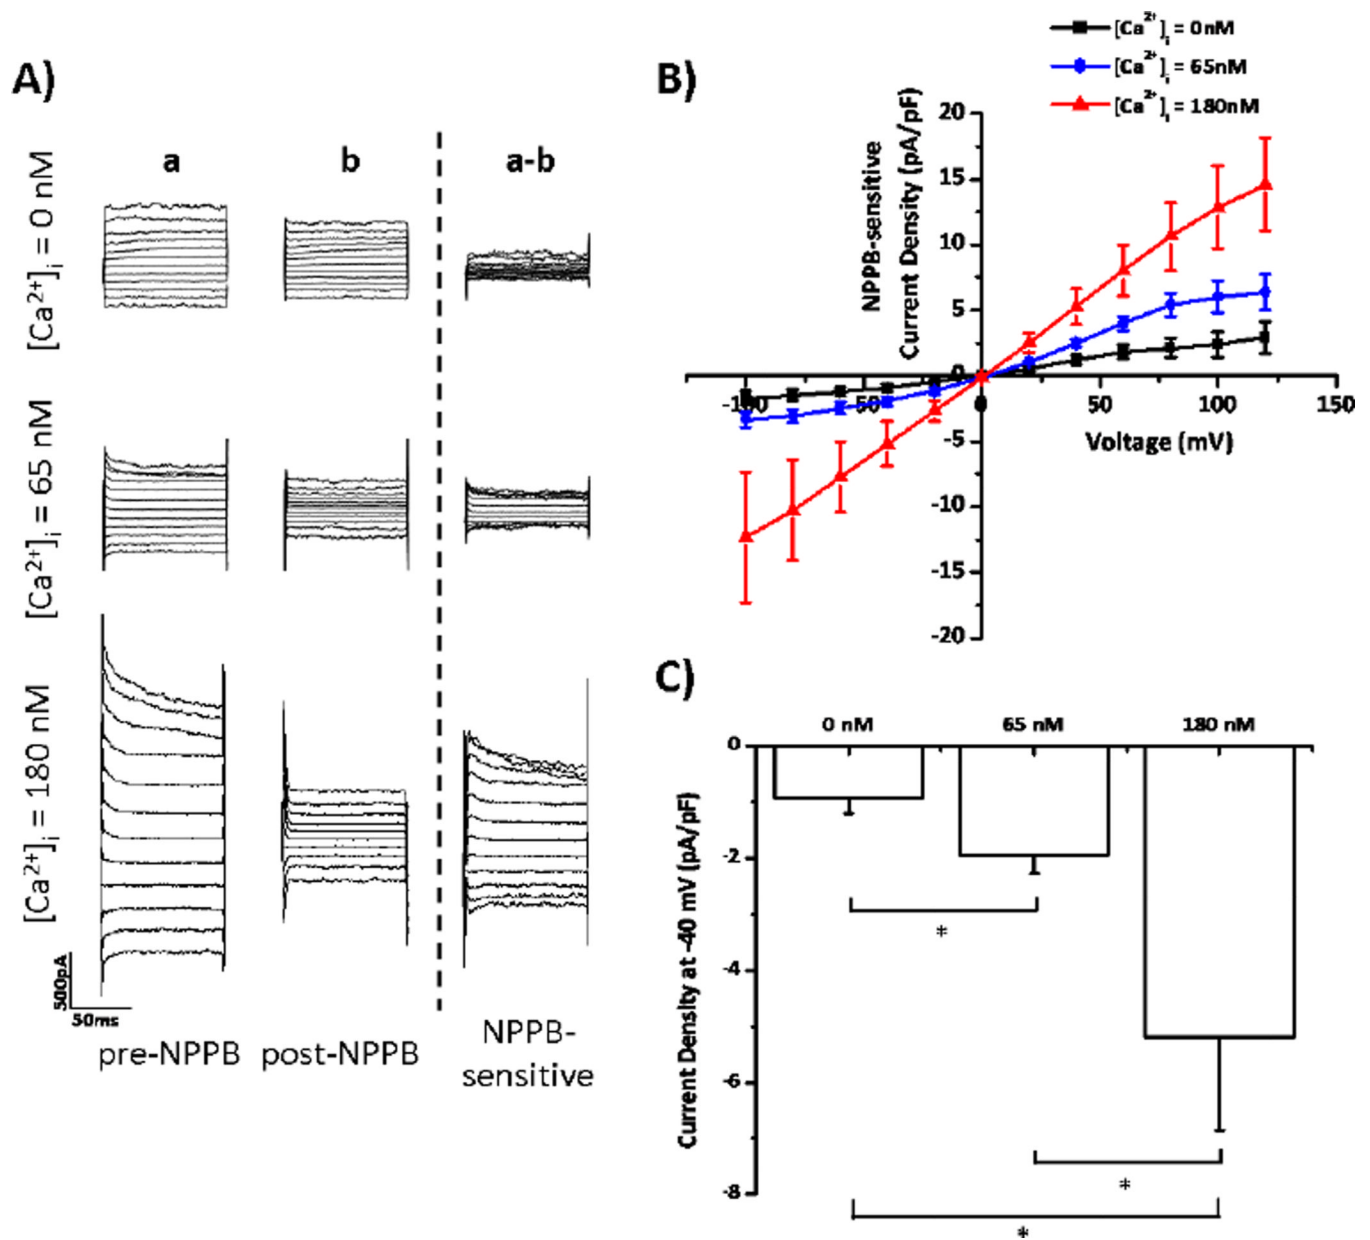 A)
a
b
a-b
[Ca²⁺]ᵢ = 0 nM
[Ca²⁺]ᵢ = 65 nM
[Ca²⁺]ᵢ = 180 nM
500pA
50ms
pre-NPPB
post-NPPB
NPPB-
sensitive
B)
[Ca²⁺]ᵢ = 0nM
[Ca²⁺]ᵢ = 65nM
[Ca²⁺]ᵢ = 180nM
NPPB-sensitive
Current Density (pA/pF)
20
15
10
5
0
-5
-10
-15
-20
-100
-50
0
50
100
150
Voltage (mV)
C)
0 nM
65 nM
180 nM
Current Density at -40 mV (pA/pF)
0
-2
-4
-6
-8
*
*
*